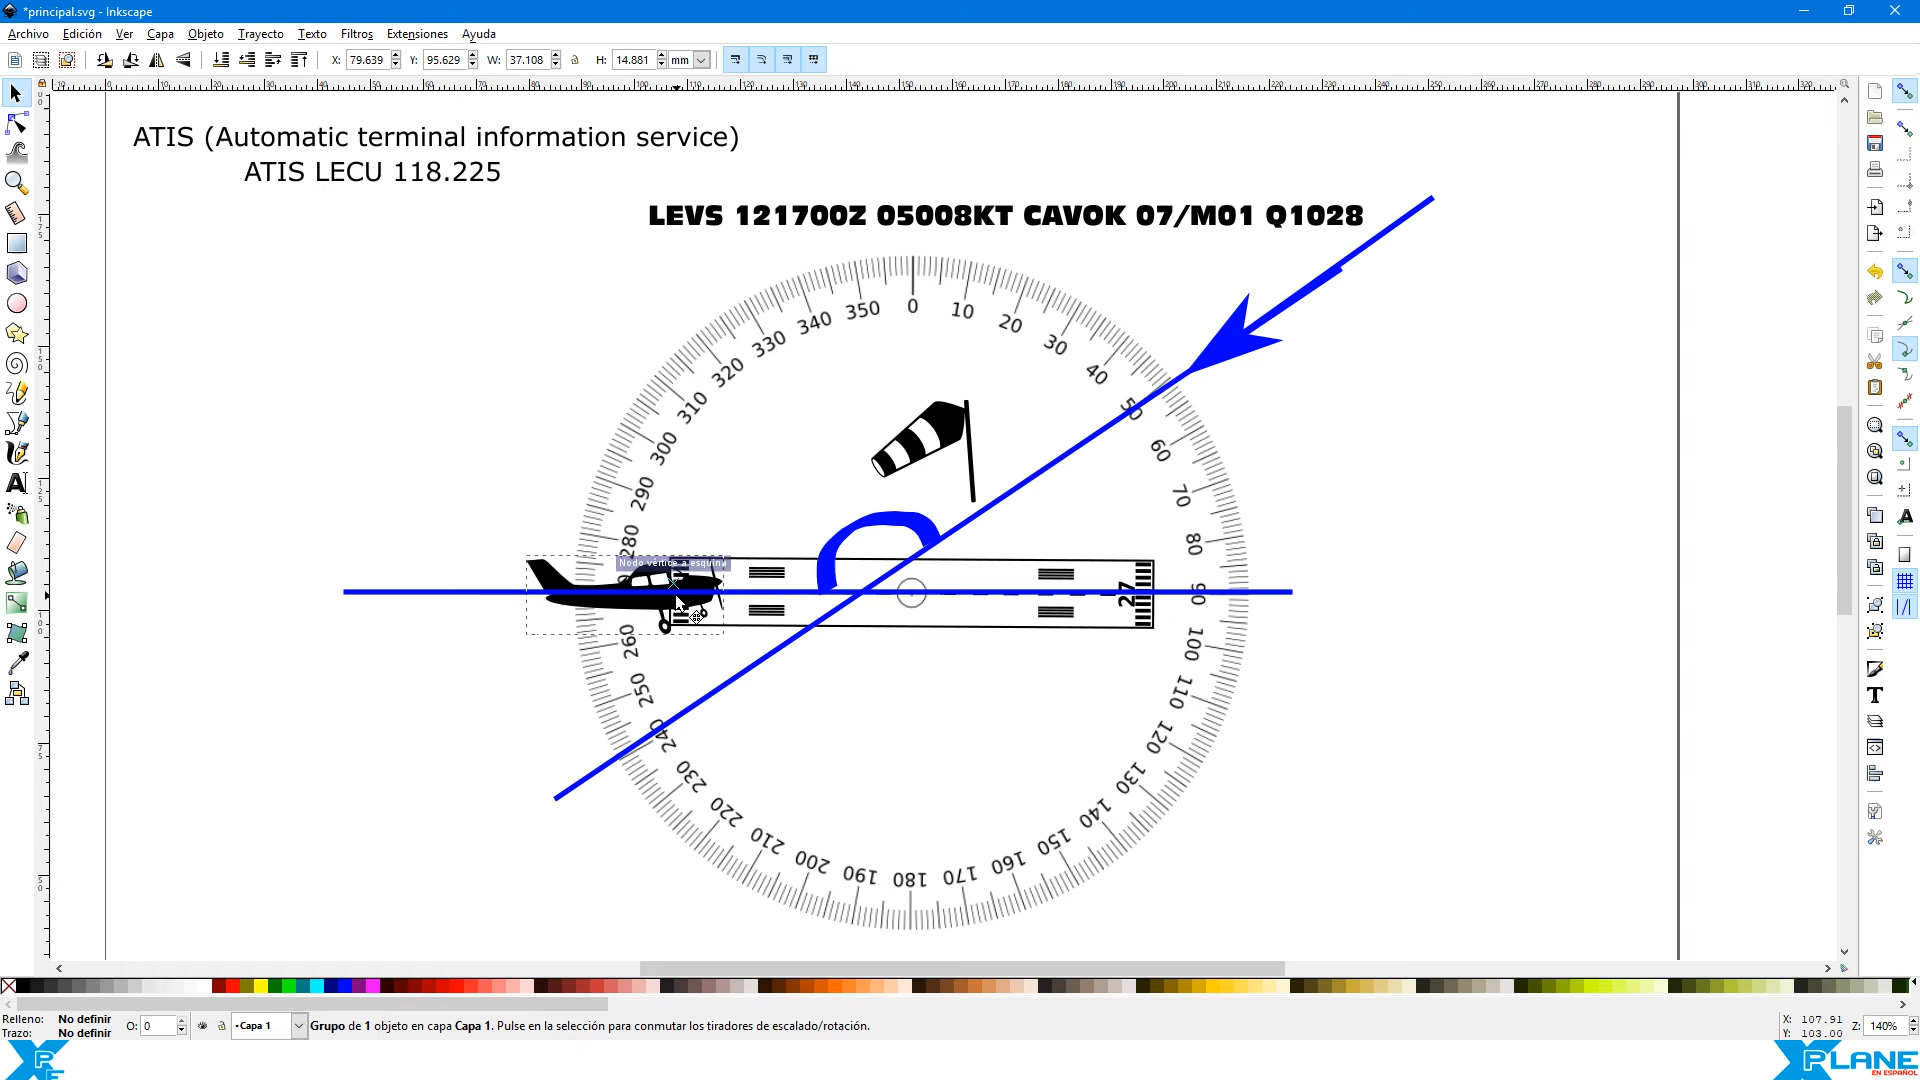 *principal.svg - Inkscape
Archivo Edición Ver Capa Objeto Trayecto Texto Filtros Extensiones Ayuda
X: 79.639 Y: 95.629 W: 37.108 H: 14.881 mm
ATIS (Automatic terminal information service)
ATIS LECU 118.225
LEVS 121700Z 05008KT CAVOK 07/M01 Q1028
0
10
20
30
40
50
60
70
80
90
100
110
120
130
140
150
160
170
180
190
200
210
220
230
240
250
260
280
290
300
310
320
330
340
350
Nodo vértice a esquina
27
Relleno: No definir
Trazo: No definir
O: 0
•Capa 1
Grupo de 1 objeto en capa Capa 1. Pulse en la selección para conmutar los tiradores de escalado/rotación.
X: 107.91
Y: 103.00
Z: 140%
XPE
X PLANE
EN ESPAÑOL